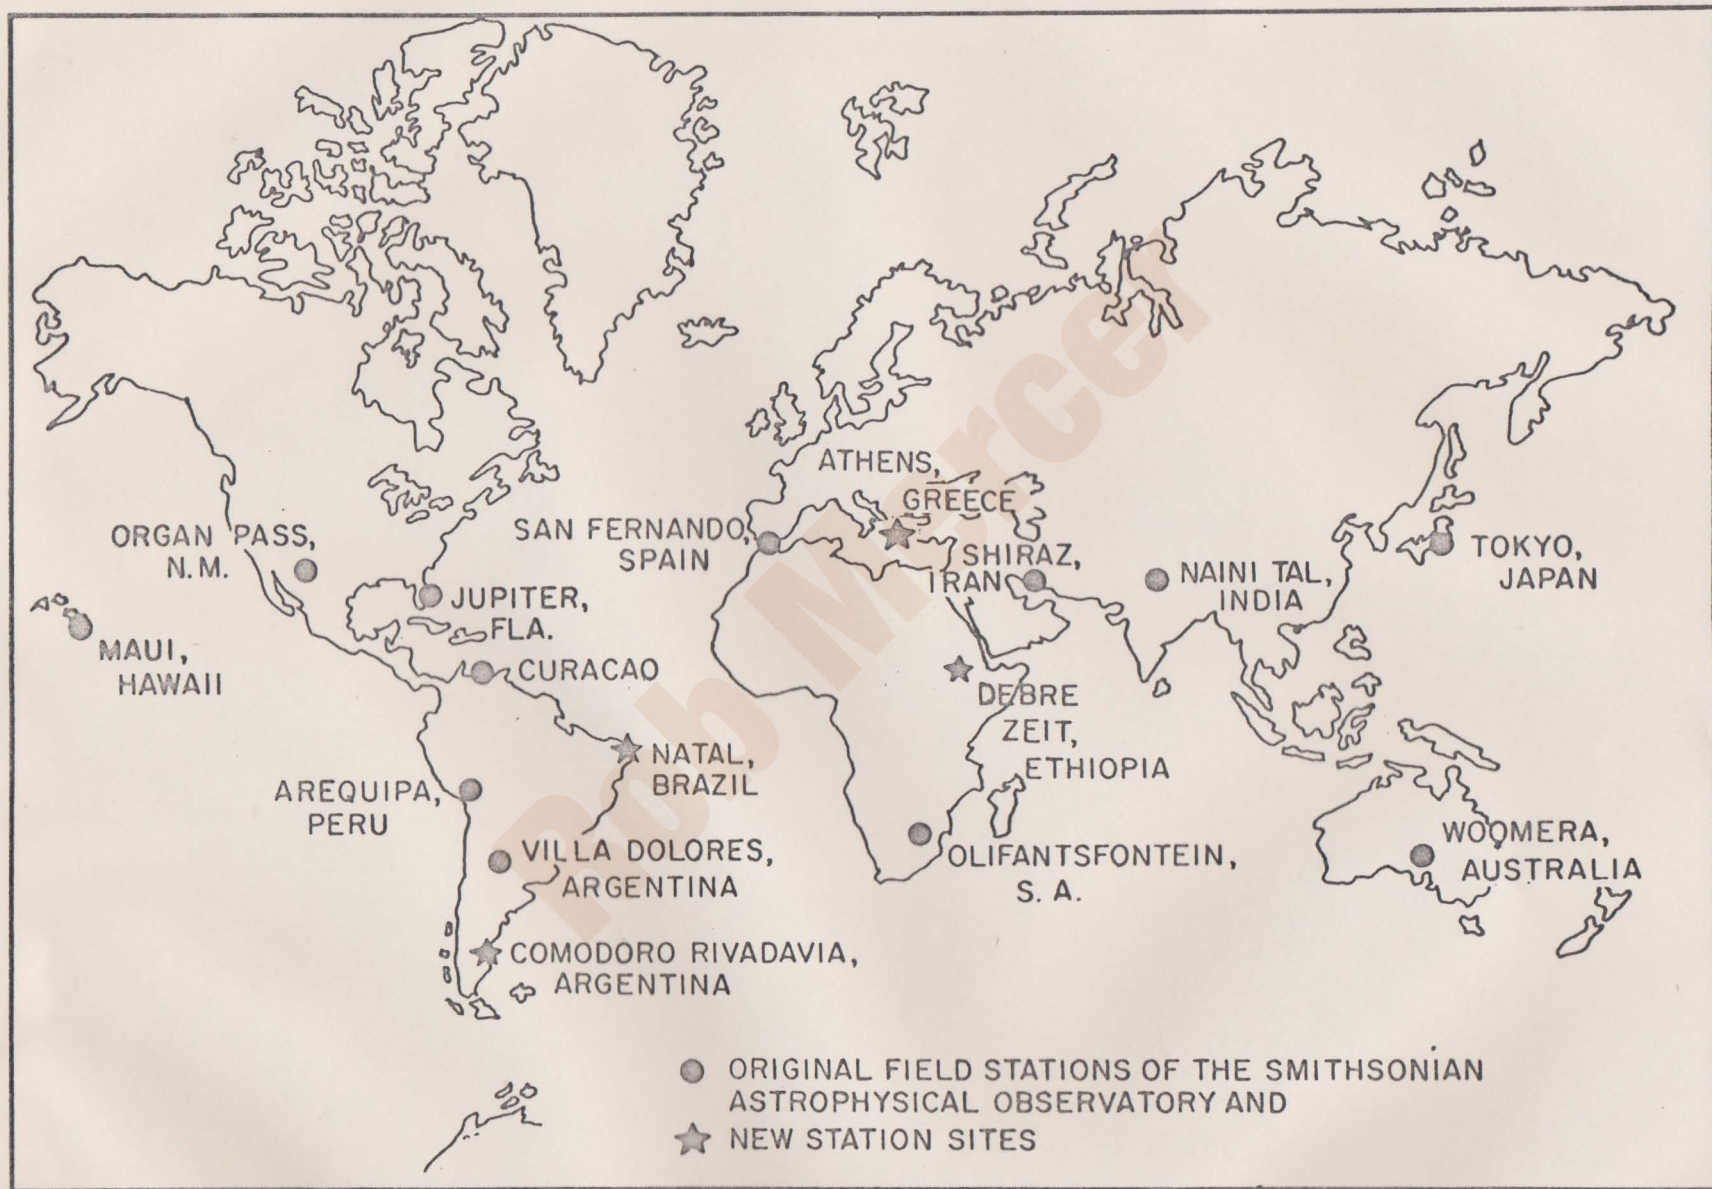 ATHENS,
GREECE
ORGAN PASS,
N.M.
SAN FERNANDO,
SPAIN
SHIRAZ,
IRAN
NAINI TAL,
INDIA
TOKYO,
JAPAN
JUPITER,
FLA.
MAUI,
HAWAII
CURACAO
DEBRE
ZEIT,
ETHIOPIA
NATAL,
BRAZIL
AREQUIPA,
PERU
VILLA DOLORES,
ARGENTINA
OLIFANTSFONTEIN,
S. A.
WOOMERA,
AUSTRALIA
COMODORO RIVADAVIA,
ARGENTINA
ORIGINAL FIELD STATIONS OF THE SMITHSONIAN
ASTROPHYSICAL OBSERVATORY AND
NEW STATION SITES
Rob Mercer